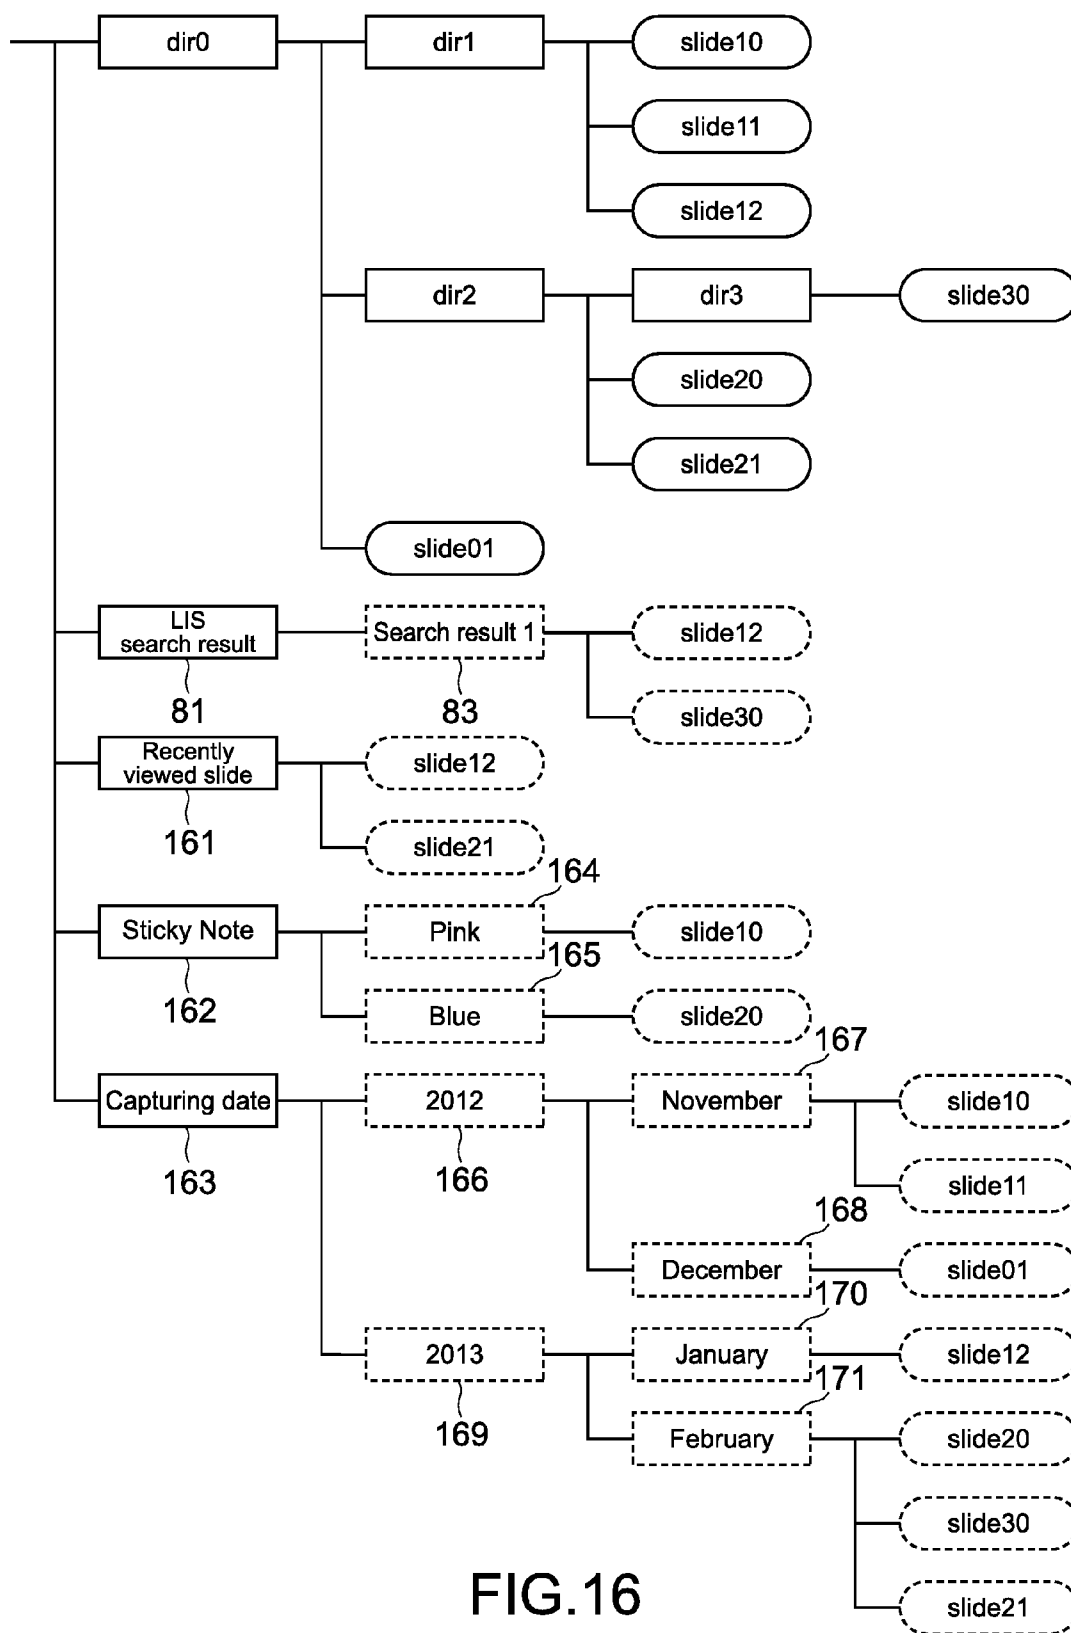 dir0
dir1
slide10
slide11
slide12
dir2
dir3
slide30
slide20
slide21
slide01
LIS
search result
Search result 1
slide12
81
83
slide30
Recently
viewed slide
slide12
161
slide21
164
Sticky Note
Pink
slide10
165
162
Blue
slide20
167
Capturing date
2012
November
slide10
163
166
slide11
168
December
slide01
170
2013
January
slide12
169
171
February
slide20
slide30
slide21
FIG.16